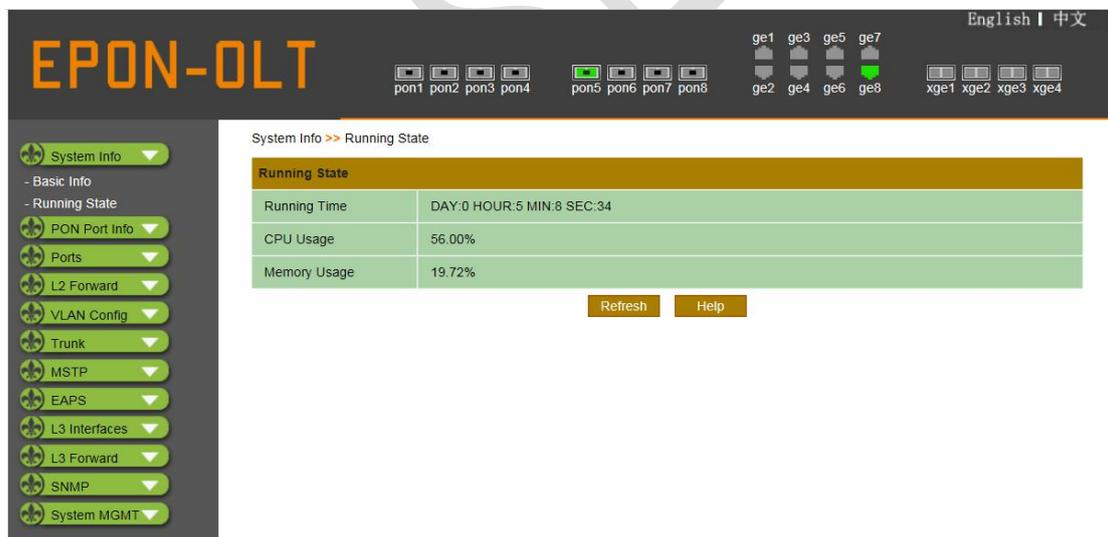 English | 中文
EPON-OLT
ge1 ge3 ge5 ge7
pon1 pon2 pon3 pon4 pon5 pon6 pon7 pon8 ge2 ge4 ge6 ge8 xge1 xge2 xge3 xge4
System Info >> Running State
System Info
- Basic Info
- Running State
PON Port Info
Ports
L2 Forward
VLAN Config
Trunk
MSTP
EAPS
L3 Interfaces
L3 Forward
SNMP
System MGMT
Running State
Running Time DAY:0 HOUR:5 MIN:8 SEC:34
CPU Usage 56.00%
Memory Usage 19.72%
Refresh Help